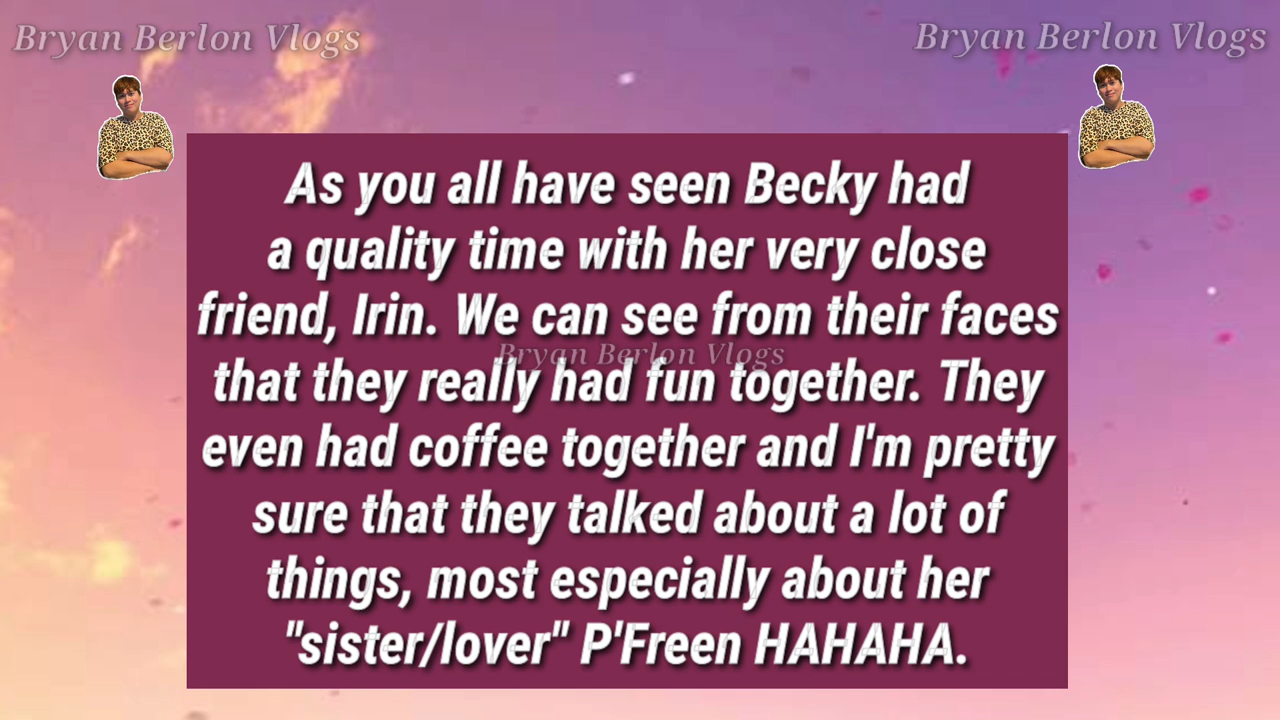 Bryan Berlon Vlogs
Bryan Berlon Vlogs
As you all have seen Becky had
a quality time with her very close
friend, Irin. We can see from their faces
Bryan Berlon Vlogs
that they really had fun together. They
even had coffee together and I'm pretty
sure that they talked about a lot of
things, most especially about her
"sister/lover" P'Freen HAHAHA.